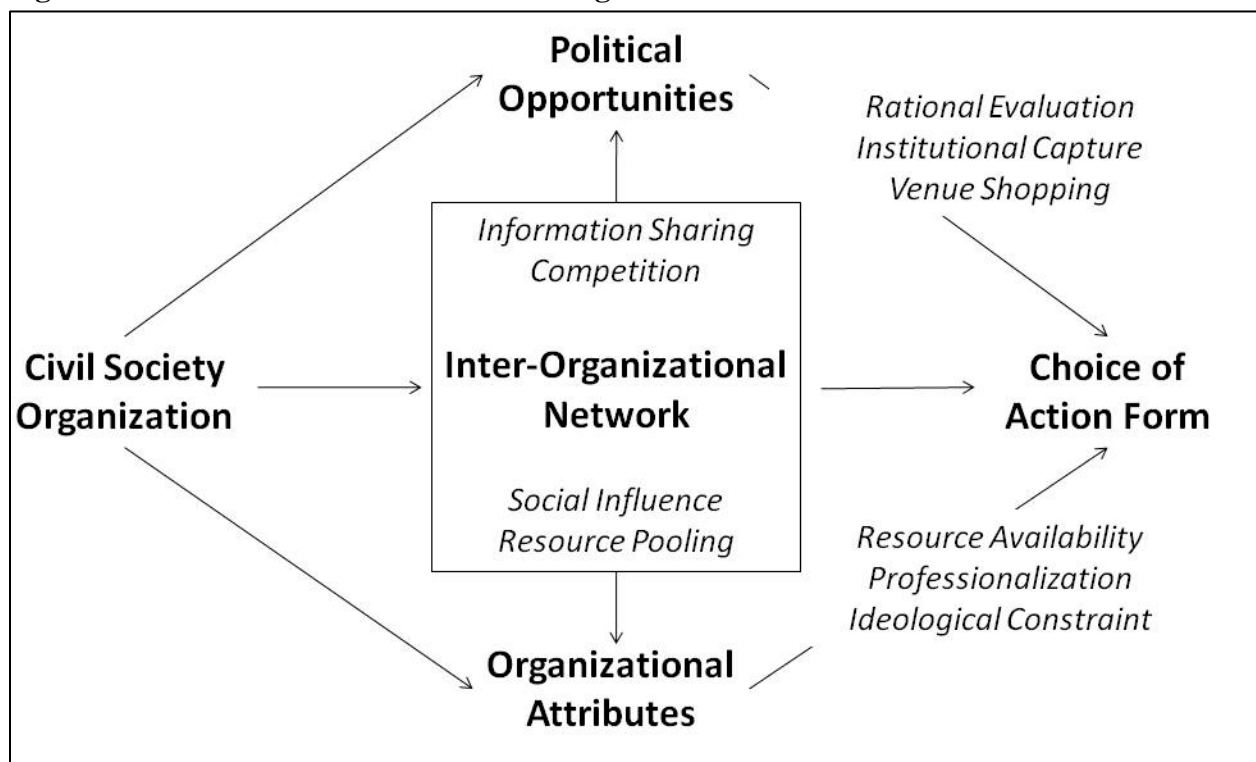 Political
Opportunities
Rational Evaluation
Institutional Capture
Venue Shopping
Information Sharing
Competition
Civil Society
Organization
Inter-Organizational
Network
Choice of
Action Form
Social Influence
Resource Pooling
Resource Availability
Professionalization
Ideological Constraint
Organizational
Attributes